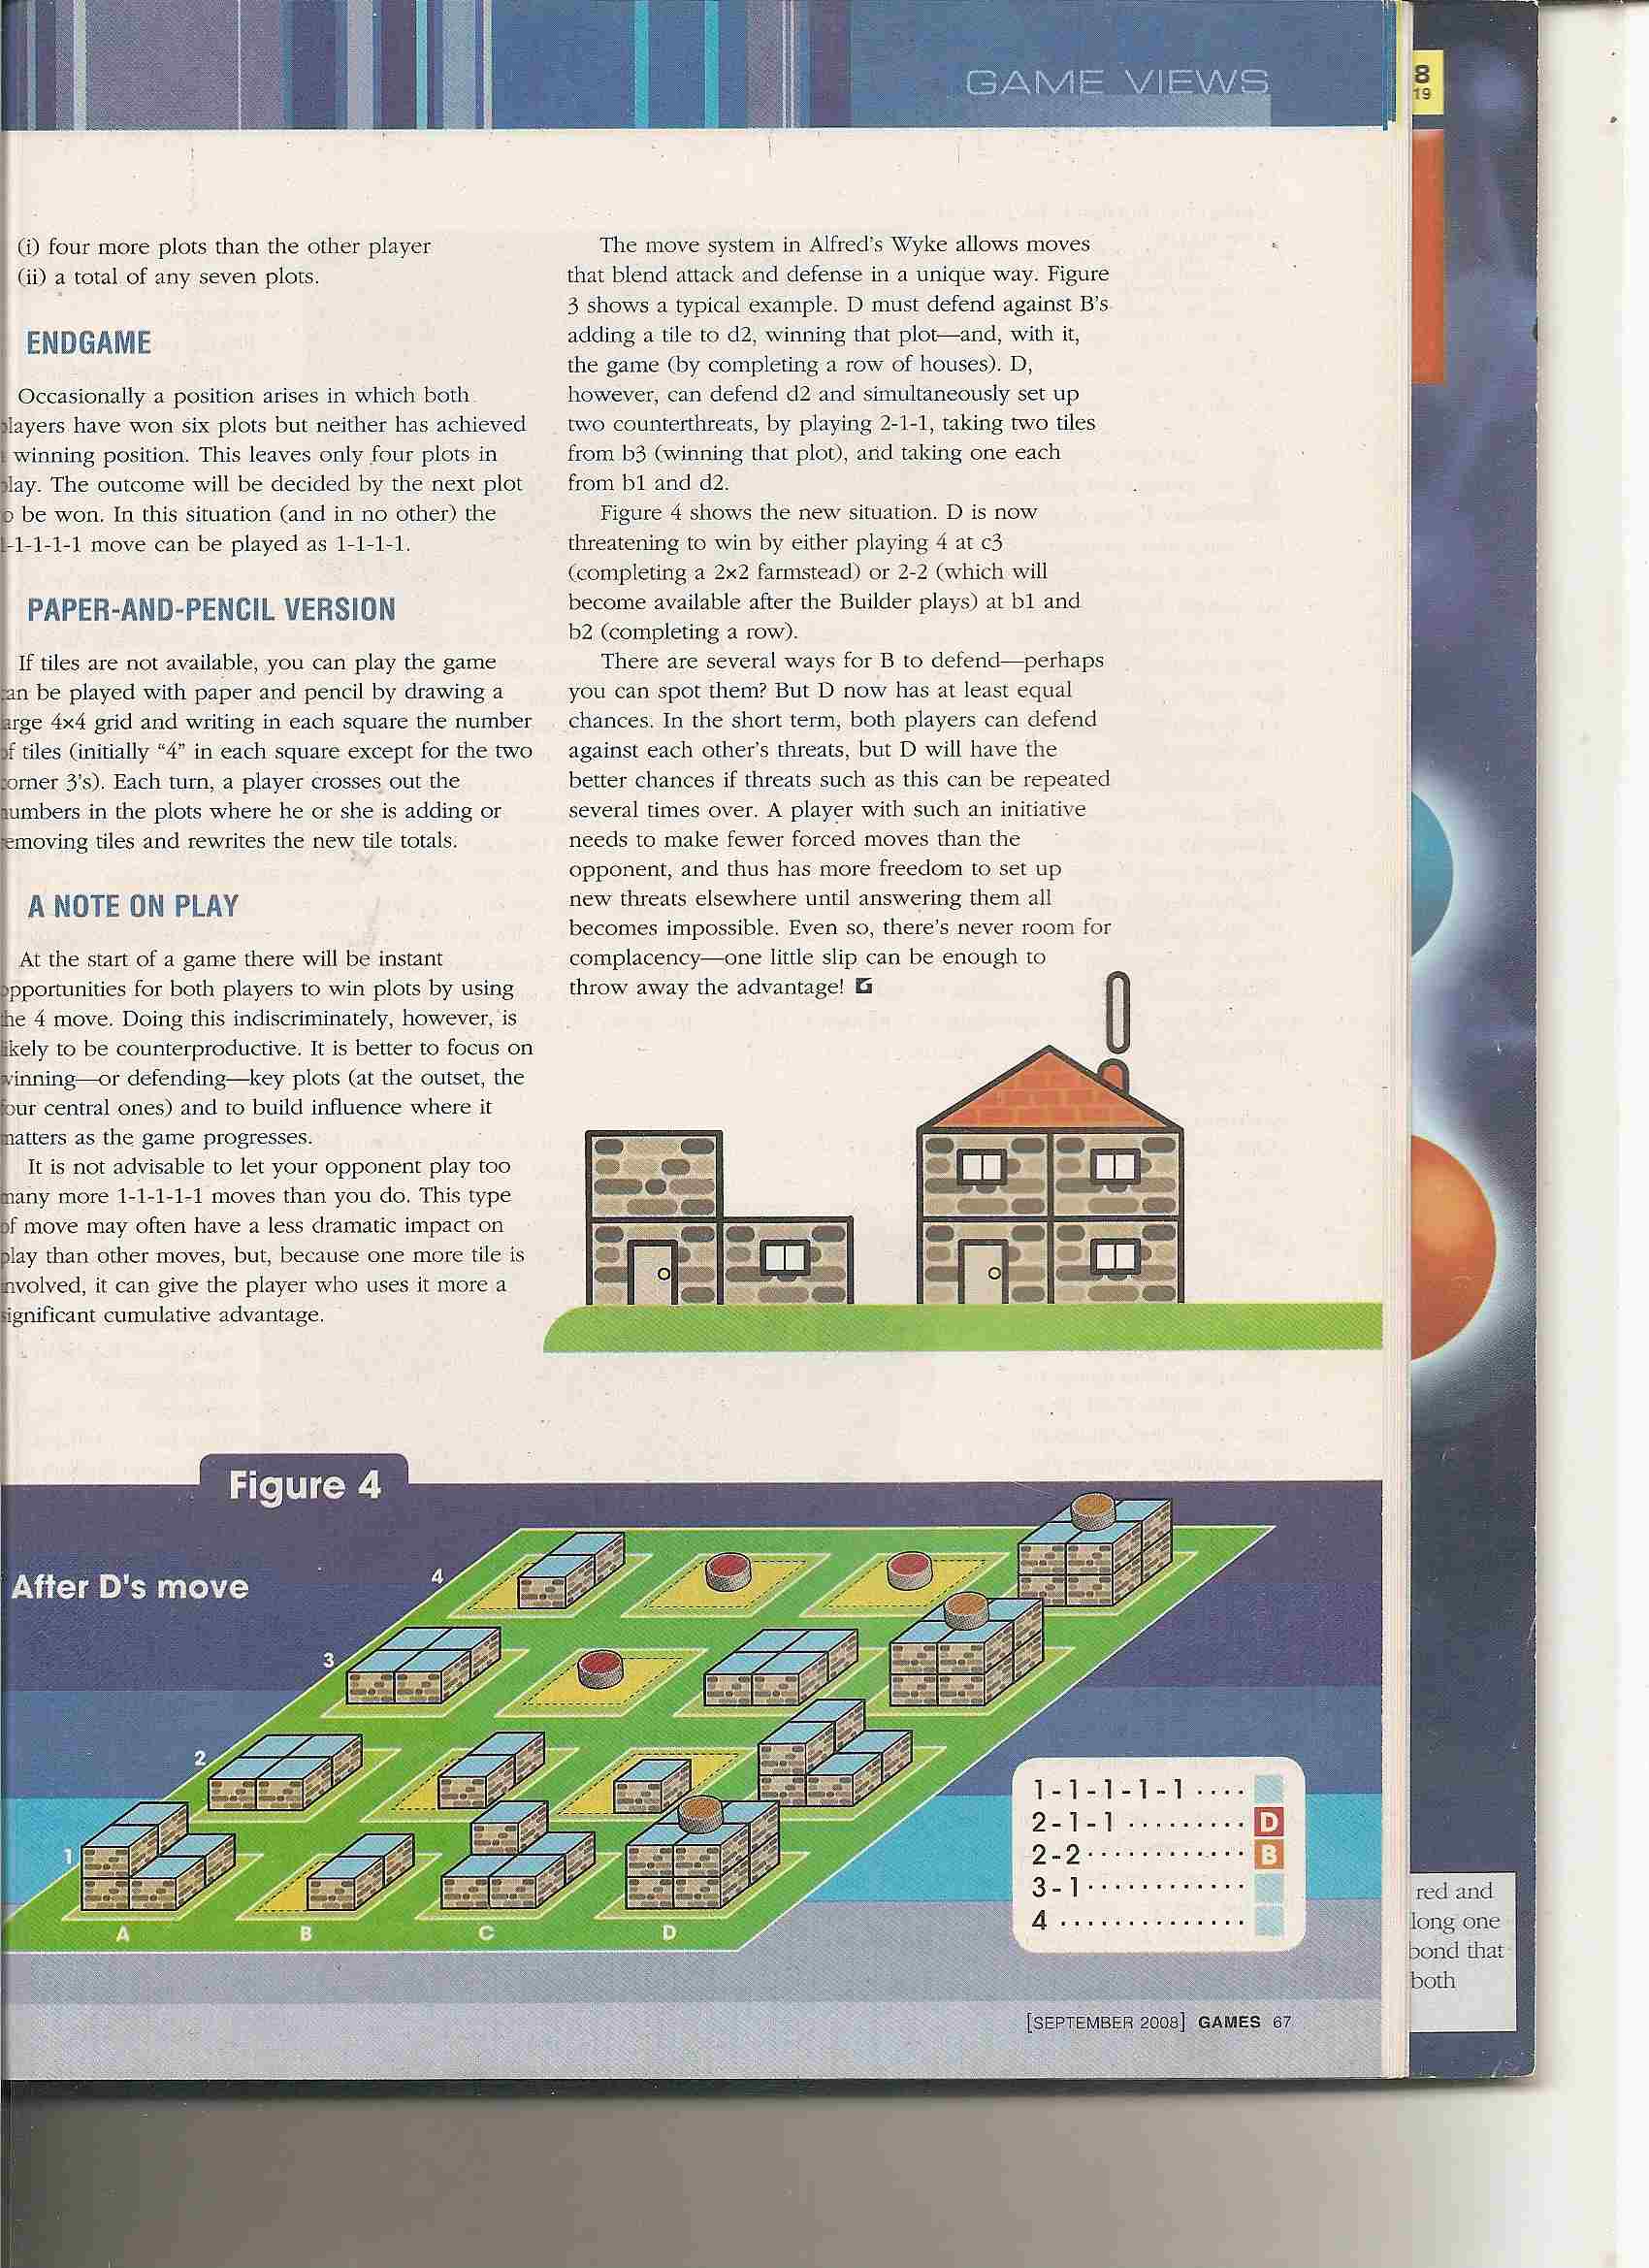 GAME VIEWS
8
19
(i) four more plots than the other player
(ii) a total of any seven plots.
ENDGAME
Occasionally a position arises in which both
layers have won six plots but neither has achieved
winning position. This leaves only four plots in
lay. The outcome will be decided by the next plot
o be won. In this situation (and in no other) the
-1-1-1-1 move can be played as 1-1-1-1.
PAPER-AND-PENCIL VERSION
If tiles are not available, you can play the game
an be played with paper and pencil by drawing a
arge 4×4 grid and writing in each square the number
of tiles (initially “4” in each square except for the two
corner 3’s). Each turn, a player crosses out the
numbers in the plots where he or she is adding or
emoving tiles and rewrites the new tile totals.
A NOTE ON PLAY
At the start of a game there will be instant
opportunities for both players to win plots by using
he 4 move. Doing this indiscriminately, however, is
ikely to be counterproductive. It is better to focus on
winning—or defending—key plots (at the outset, the
our central ones) and to build influence where it
matters as the game progresses.
It is not advisable to let your opponent play too
many more 1-1-1-1-1 moves than you do. This type
of move may often have a less dramatic impact on
play than other moves, but, because one more tile is
nvolved, it can give the player who uses it more a
significant cumulative advantage.
The move system in Alfred’s Wyke allows moves
that blend attack and defense in a unique way. Figure
3 shows a typical example. D must defend against B’s
adding a tile to d2, winning that plot—and, with it,
the game (by completing a row of houses). D,
however, can defend d2 and simultaneously set up
two counterthreats, by playing 2-1-1, taking two tiles
from b3 (winning that plot), and taking one each
from b1 and d2.
Figure 4 shows the new situation. D is now
threatening to win by either playing 4 at c3
(completing a 2×2 farmstead) or 2-2 (which will
become available after the Builder plays) at b1 and
b2 (completing a row).
There are several ways for B to defend—perhaps
you can spot them? But D now has at least equal
chances. In the short term, both players can defend
against each other’s threats, but D will have the
better chances if threats such as this can be repeated
several times over. A player with such an initiative
needs to make fewer forced moves than the
opponent, and thus has more freedom to set up
new threats elsewhere until answering them all
becomes impossible. Even so, there’s never room for
complacency—one little slip can be enough to
throw away the advantage! G
Figure 4
After D's move
4
3
2
1
A B C D
1-1-1-1-1 ....
2-1-1 ......... D
2-2 ............ B
3-1 ............
4 ..............
red and
long one
bond that
both
[SEPTEMBER 2008] GAMES 67